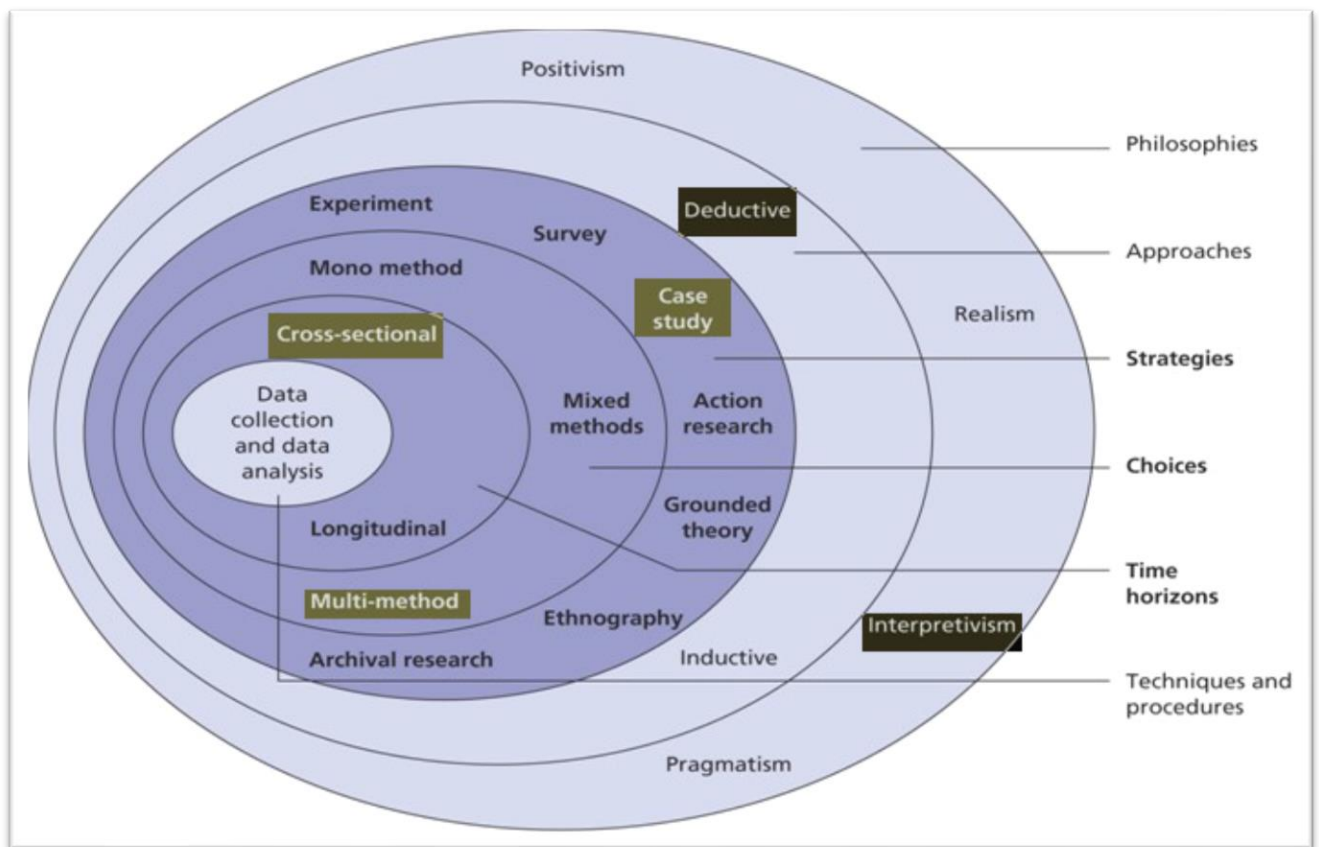 Positivism
Philosophies
Experiment
Deductive
Survey
Approaches
Mono method
Case
study
Realism
Cross-sectional
Strategies
Data
collection
and data
analysis
Mixed
methods
Action
research
Choices
Grounded
theory
Longitudinal
Time
horizons
Multi-method
Ethnography
Interpretivism
Archival research
Inductive
Techniques and
procedures
Pragmatism